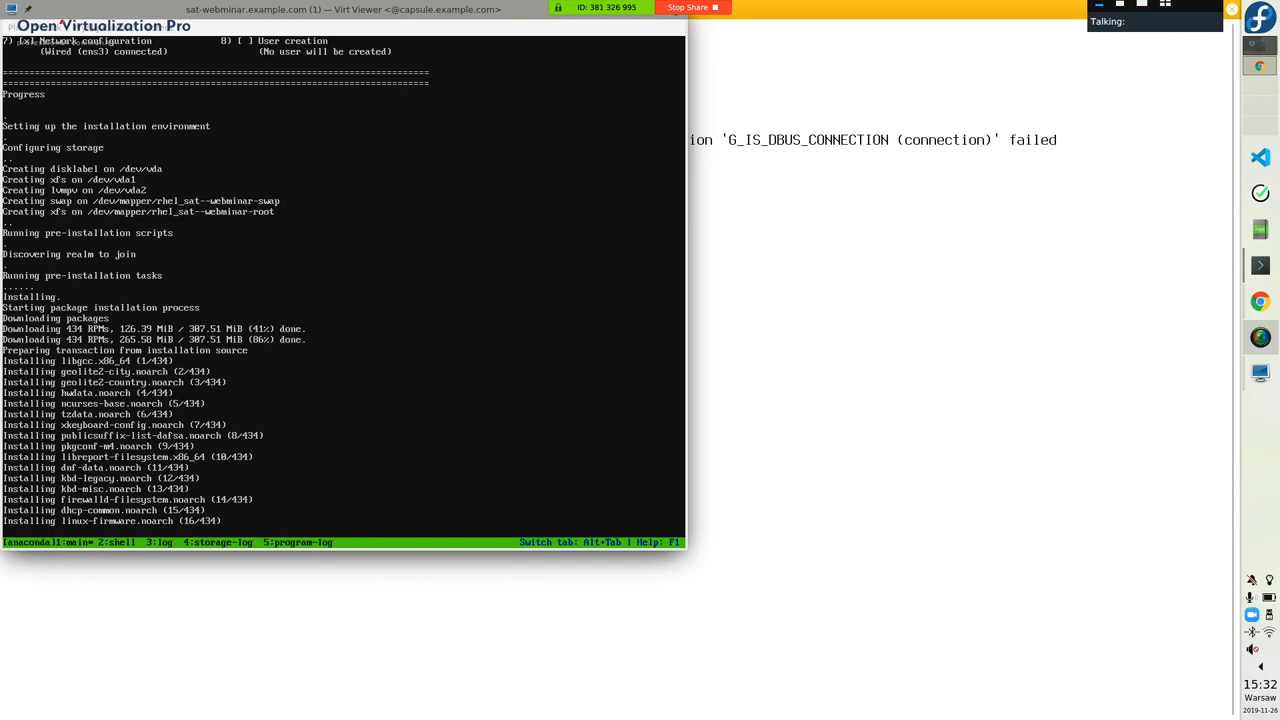 sat-webminar.example.com (1) — Virt Viewer <@capsule.example.com>
ID: 381 326 995
Stop Share
Talking:
Open Virtualization Pro
7) [x] Network configuration 8) [ ] User creation
(Wired (ens3) connected) (No user will be created)
================================================================================
================================================================================
Progress
.
Setting up the installation environment
.
Configuring storage
..
Creating disklabel on /dev/vda
Creating xfs on /dev/vda1
Creating lvmpv on /dev/vda2
Creating swap on /dev/mapper/rhel_sat--webminar-swap
Creating xfs on /dev/mapper/rhel_sat--webminar-root
..
Running pre-installation scripts
.
Discovering realm to join
.
Running pre-installation tasks
......
Installing.
Starting package installation process
Downloading packages
Downloading 434 RPMs, 126.39 MiB / 307.51 MiB (41%) done.
Downloading 434 RPMs, 265.58 MiB / 307.51 MiB (86%) done.
Preparing transaction from installation source
Installing libgcc.x86_64 (1/434)
Installing geolite2-city.noarch (2/434)
Installing geolite2-country.noarch (3/434)
Installing hwdata.noarch (4/434)
Installing ncurses-base.noarch (5/434)
Installing tzdata.noarch (6/434)
Installing xkeyboard-config.noarch (7/434)
Installing publicsuffix-list-dafsa.noarch (8/434)
Installing pkgconf-m4.noarch (9/434)
Installing libreport-filesystem.x86_64 (10/434)
Installing dnf-data.noarch (11/434)
Installing kbd-legacy.noarch (12/434)
Installing kbd-misc.noarch (13/434)
Installing firewalld-filesystem.noarch (14/434)
Installing dhcp-common.noarch (15/434)
Installing linux-firmware.noarch (16/434)
[anaconda]1:main* 2:shell 3:log 4:storage-log 5:program-log Switch tab: Alt+Tab | Help: F1
ion 'G_IS_DBUS_CONNECTION (connection)' failed
15:32
Warsaw
2019-11-26